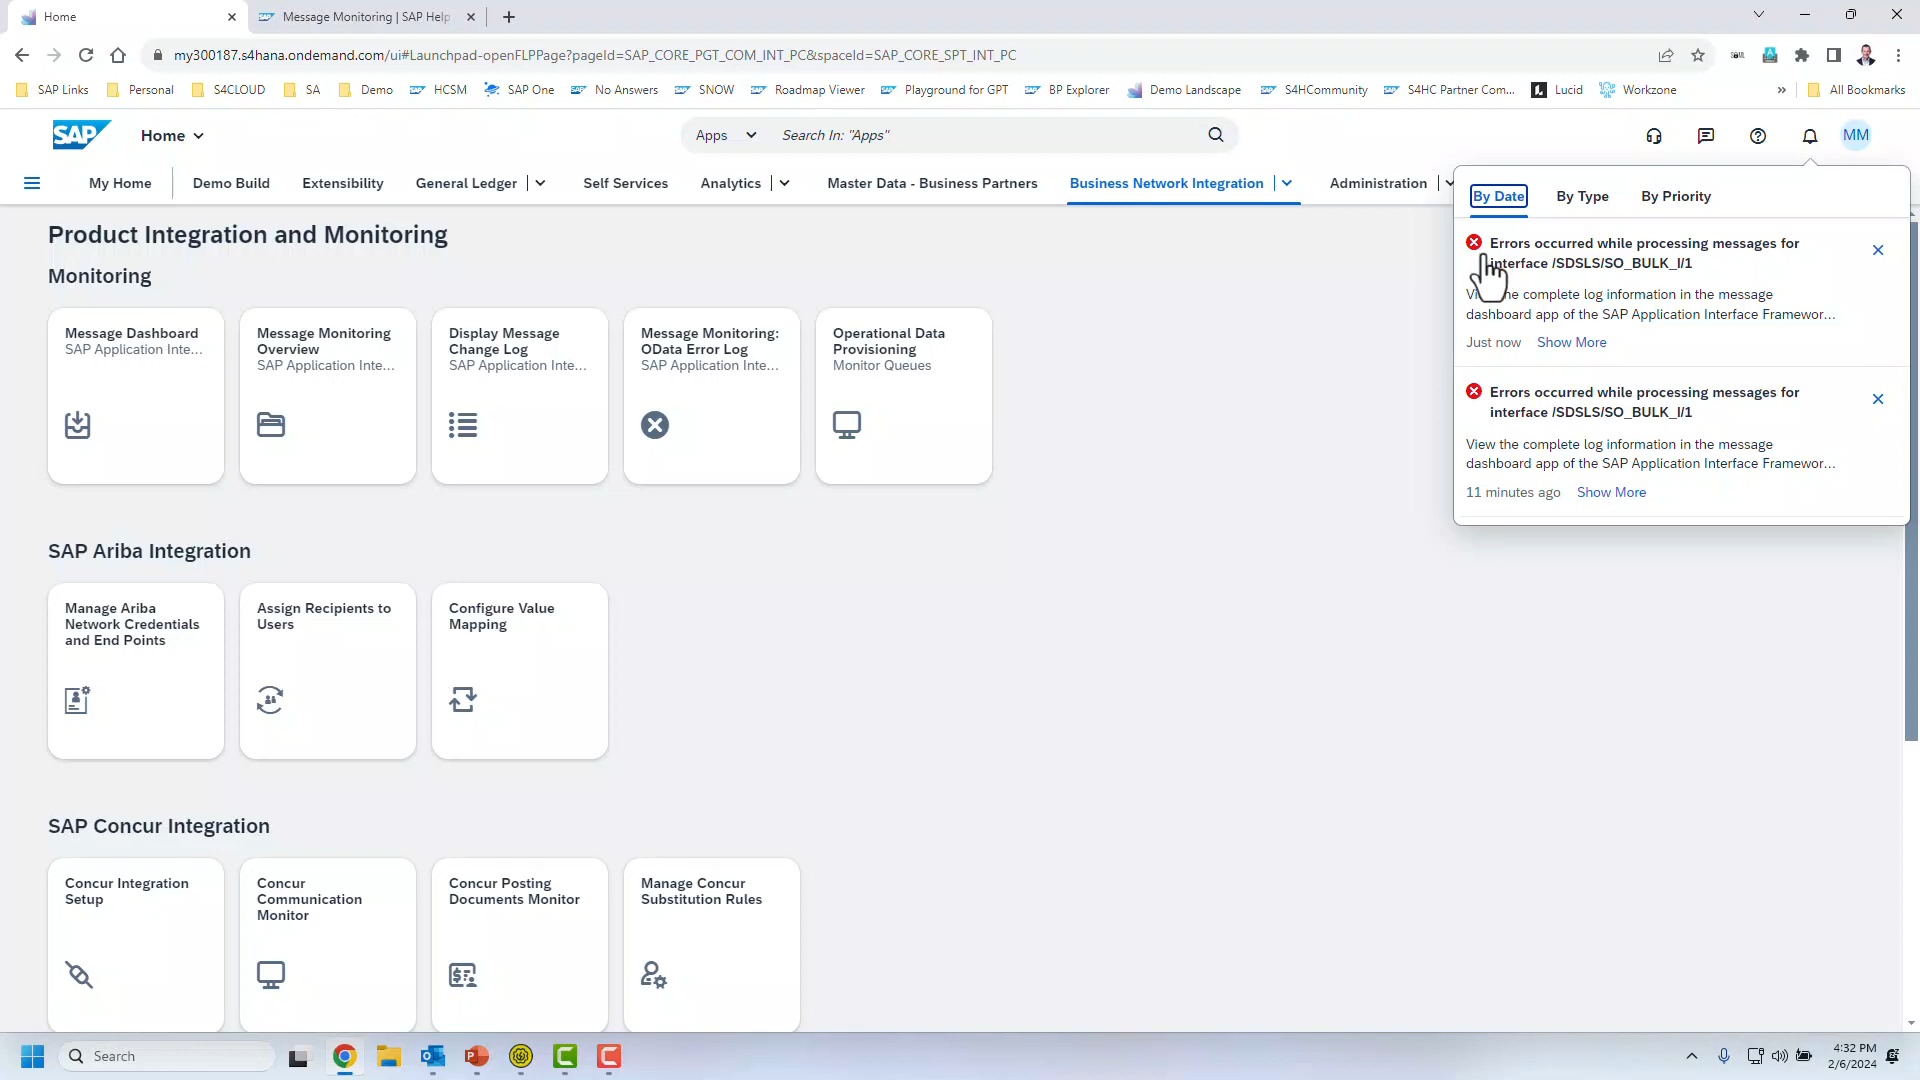 Home
Message Monitoring | SAP Help
my300187.s4hana.ondemand.com/ui#Launchpad-openFLPPage?pageId=SAP_CORE_PGT_COM_INT_PC&spaceId=SAP_CORE_SPT_INT_PC
SAP Links Personal S4CLOUD SA Demo HCSM SAP One No Answers SNOW Roadmap Viewer Playground for GPT BP Explorer Demo Landscape S4HCommunity S4HC Partner Com... Lucid Workzone » All Bookmarks
SAP Home Apps Search In: "Apps" MM
My Home Demo Build Extensibility General Ledger Self Services Analytics Master Data - Business Partners Business Network Integration Administration
By Date By Type By Priority
Errors occurred while processing messages for
interface /SDSLS/SO_BULK_I/1
the complete log information in the message
dashboard app of the SAP Application Interface Framewor...
Just now Show More
Errors occurred while processing messages for
interface /SDSLS/SO_BULK_I/1
View the complete log information in the message
dashboard app of the SAP Application Interface Framewor...
11 minutes ago Show More
Product Integration and Monitoring
Monitoring
Message Dashboard
SAP Application Inte...
Message Monitoring
Overview
SAP Application Inte...
Display Message
Change Log
SAP Application Inte...
Message Monitoring:
OData Error Log
SAP Application Inte...
Operational Data
Provisioning
Monitor Queues
SAP Ariba Integration
Manage Ariba
Network Credentials
and End Points
Assign Recipients to
Users
Configure Value
Mapping
SAP Concur Integration
Concur Integration
Setup
Concur
Communication
Monitor
Concur Posting
Documents Monitor
Manage Concur
Substitution Rules
Search
4:32 PM
2/6/2024